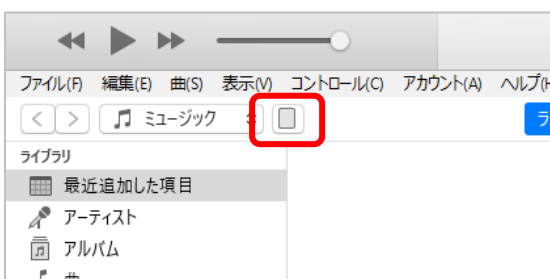 ファイル(F) 編集(E) 曲(S) 表示(V) コントロール(C) アカウント(A) ヘルプ(H
ミュージック
ライブラリ
最近追加した項目
アーティスト
アルバム